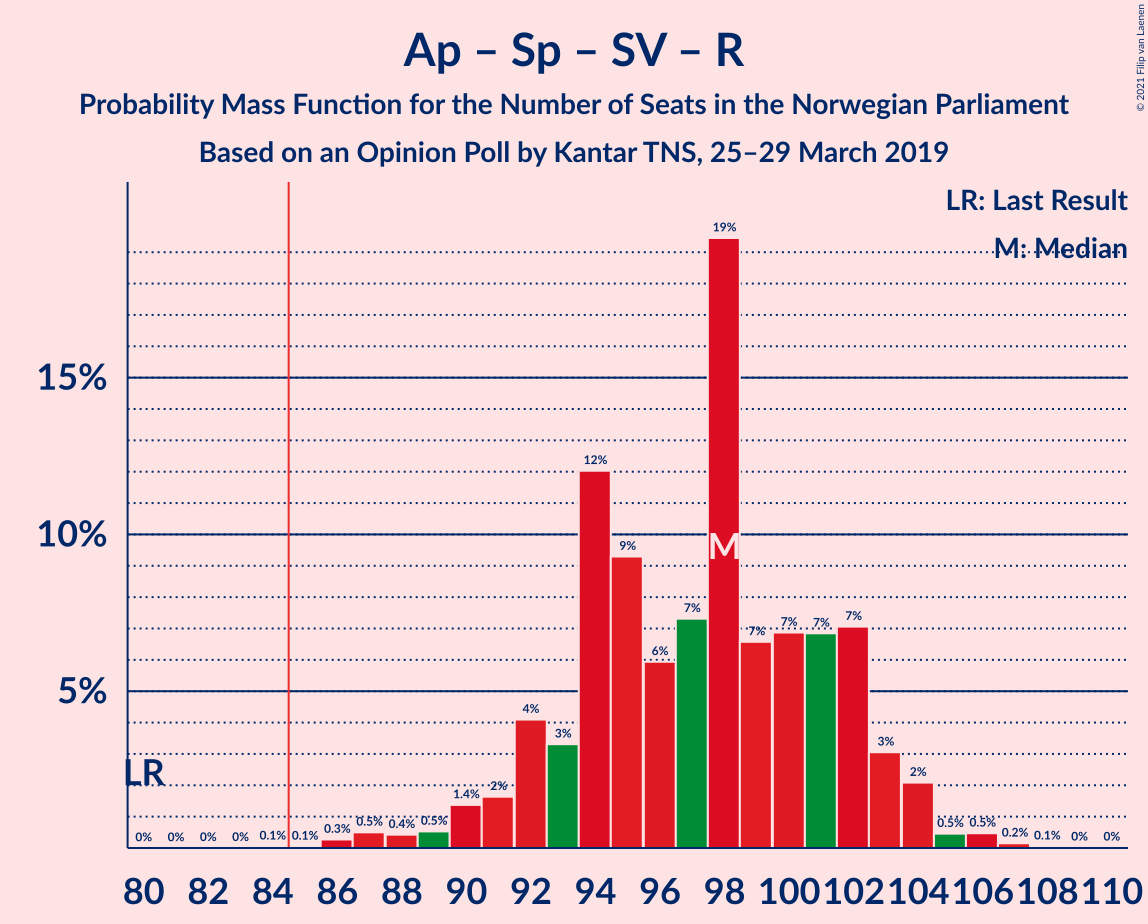 Ap – Sp – SV – R
Probability Mass Function for the Number of Seats in the Norwegian Parliament
Based on an Opinion Poll by Kantar TNS, 25–29 March 2019
© 2021 Filip van Laenen
LR: Last Result
M: Median
15%
10%
5%
LR
M
0% 0% 0% 0% 0.1% 0.1% 0.3% 0.5% 0.4% 0.5% 1.4% 2% 4% 3% 12% 9% 6% 7% 19% 7% 7% 7% 7% 3% 2% 0.5% 0.5% 0.2% 0.1% 0% 0%
80 82 84 86 88 90 92 94 96 98 100 102 104 106 108 110